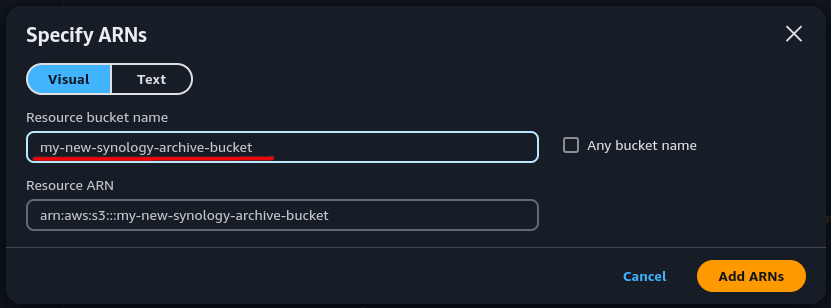 Specify ARNs
Visual Text
Resource bucket name
my-new-synology-archive-bucket
Any bucket name
Resource ARN
arn:aws:s3:::my-new-synology-archive-bucket
Cancel Add ARNs